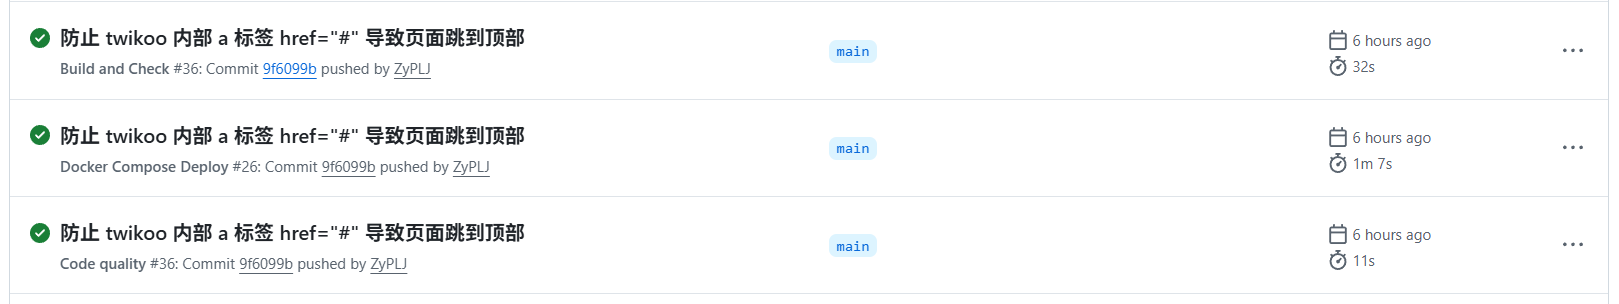 防止 twikoo 内部 a 标签 href="#" 导致页面跳到顶部
Build and Check #36: Commit 9f6099b pushed by ZyPLJ
main
6 hours ago
32s
防止 twikoo 内部 a 标签 href="#" 导致页面跳到顶部
Docker Compose Deploy #26: Commit 9f6099b pushed by ZyPLJ
main
6 hours ago
1m 7s
防止 twikoo 内部 a 标签 href="#" 导致页面跳到顶部
Code quality #36: Commit 9f6099b pushed by ZyPLJ
main
6 hours ago
11s